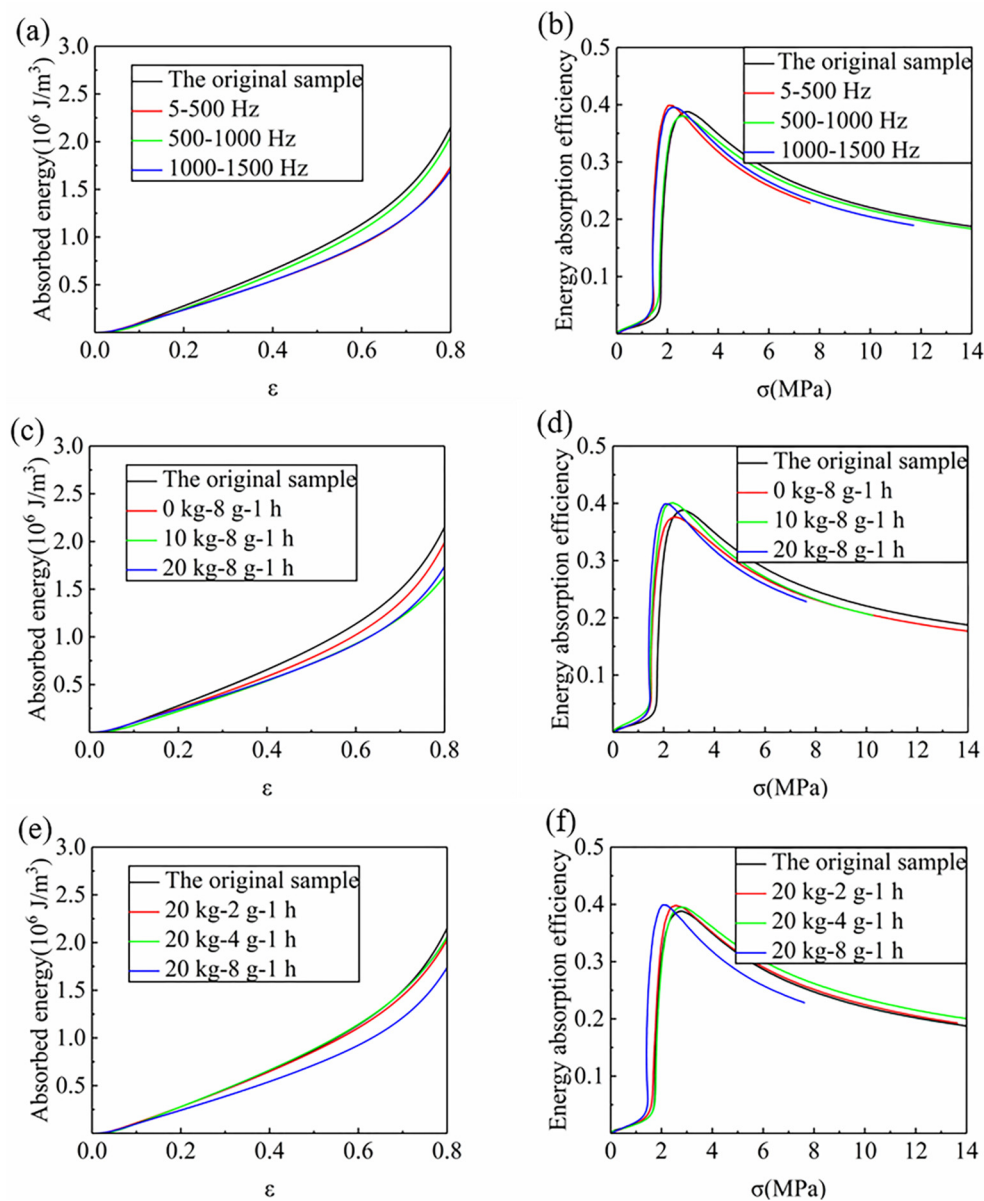 (a)
3.0
2.5
2.0
1.5
1.0
0.5
Absorbed energy(10⁶ J/m³)
The original sample
5-500 Hz
500-1000 Hz
1000-1500 Hz
0.0 0.2 0.4 0.6 0.8
ε
(b)
0.5
0.4
0.3
0.2
0.1
Energy absorption efficiency
The original sample
5-500 Hz
500-1000 Hz
1000-1500 Hz
0 2 4 6 8 10 12 14
σ(MPa)
(c)
3.0
2.5
2.0
1.5
1.0
0.5
Absorbed energy(10⁶ J/m³)
The original sample
0 kg-8 g-1 h
10 kg-8 g-1 h
20 kg-8 g-1 h
0.0 0.2 0.4 0.6 0.8
ε
(d)
0.5
0.4
0.3
0.2
0.1
Energy absorption efficiency
The original sample
0 kg-8 g-1 h
10 kg-8 g-1 h
20 kg-8 g-1 h
0 2 4 6 8 10 12 14
σ(MPa)
(e)
3.0
2.5
2.0
1.5
1.0
0.5
Absorbed energy(10⁶ J/m³)
The original sample
20 kg-2 g-1 h
20 kg-4 g-1 h
20 kg-8 g-1 h
0.0 0.2 0.4 0.6 0.8
ε
(f)
0.5
0.4
0.3
0.2
0.1
Energy absorption efficiency
The original sample
20 kg-2 g-1 h
20 kg-4 g-1 h
20 kg-8 g-1 h
0 2 4 6 8 10 12 14
σ(MPa)